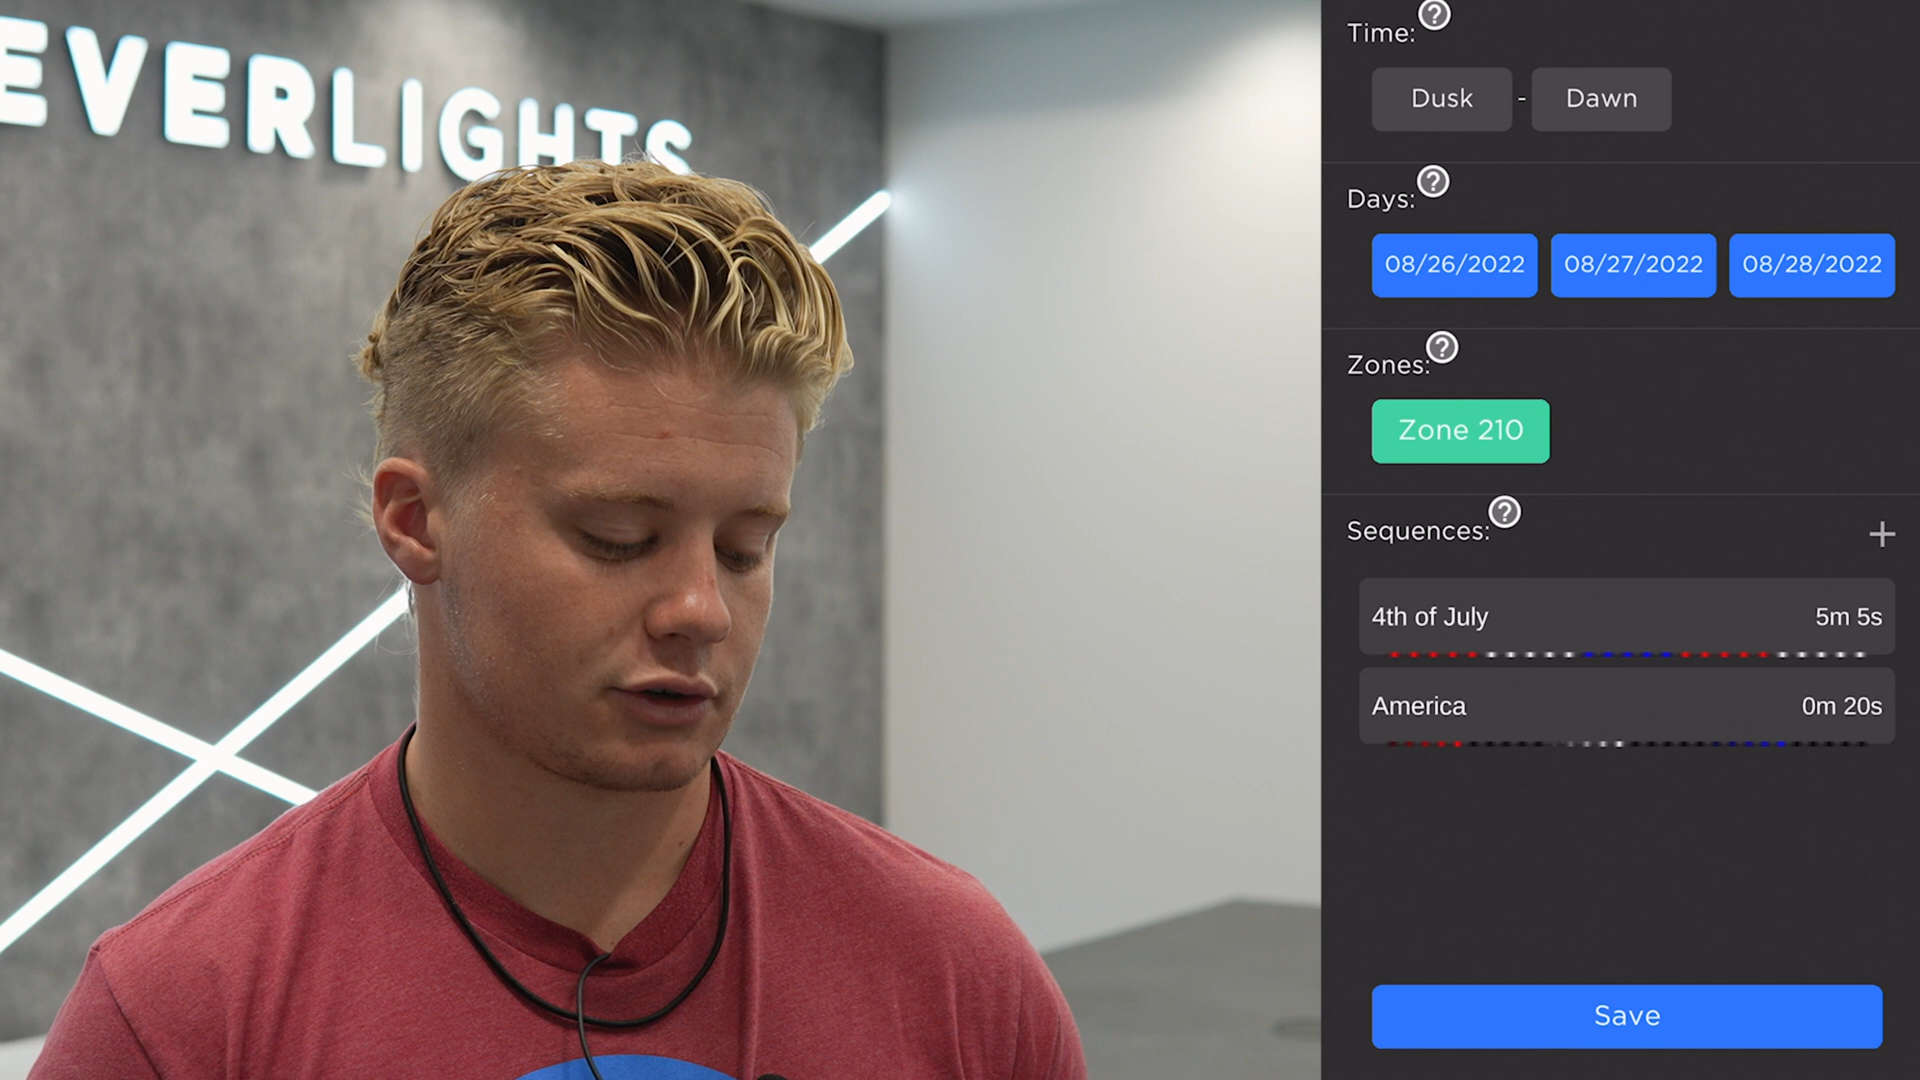 EVERLIGHTS
Time: ?
Dusk - Dawn
Days: ?
08/26/2022 08/27/2022 08/28/2022
Zones: ?
Zone 210
Sequences: ? +
4th of July 5m 5s
America 0m 20s
Save